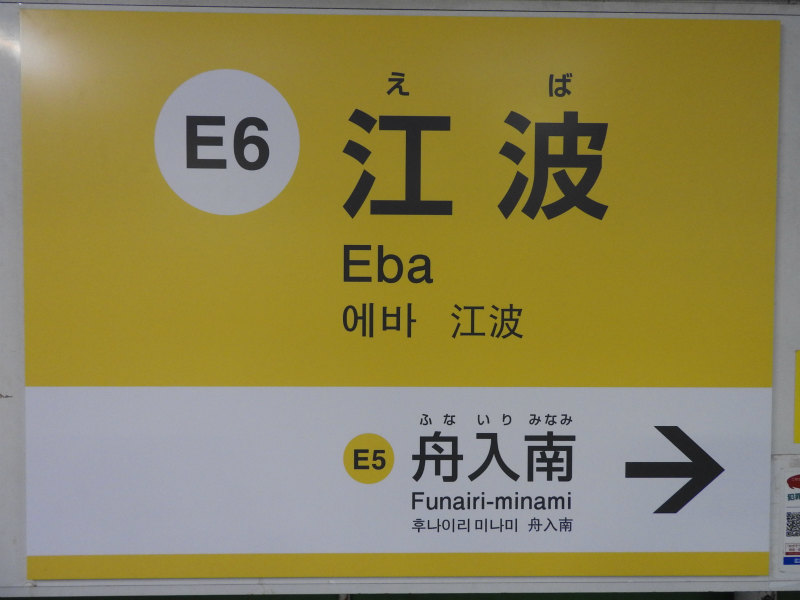 え ば
E6 江波
Eba
에바 江波
ふな いり みなみ
E5 舟入南
Funairi-minami
후나이리미나미 舟入南